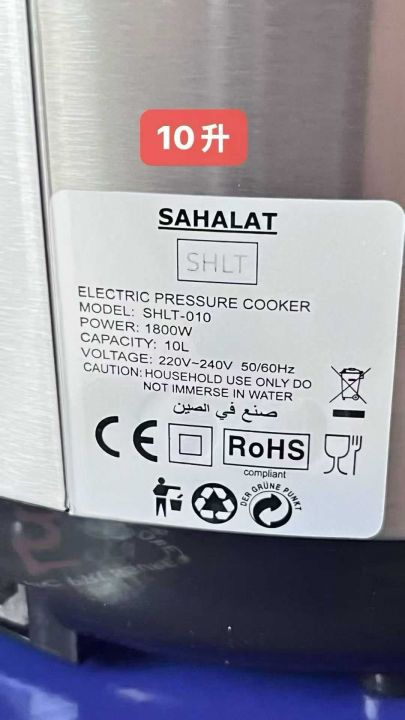 10升
SAHALAT
SHLT
ELECTRIC PRESSURE COOKER
MODEL: SHLT-010
POWER: 1800W
CAPACITY: 10L
VOLTAGE: 220V~240V 50/60Hz
CAUTION: HOUSEHOLD USE ONLY DO
NOT IMMERSE IN WATER
صنع في الصين
CE
RoHS
compliant
DER GRÜNE PUNKT